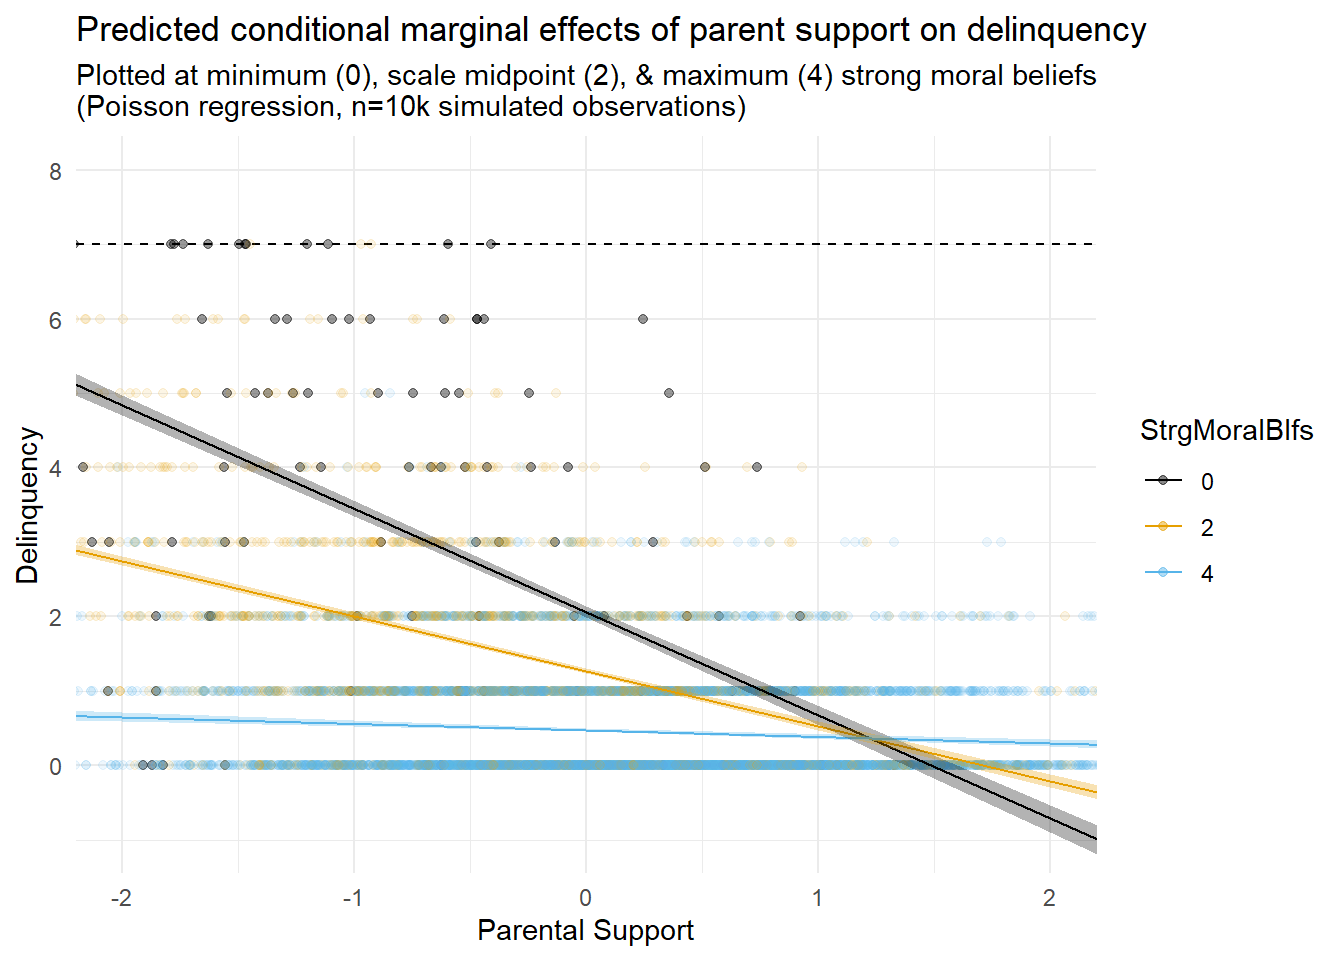 Predicted conditional marginal effects of parent support on delinquency
Plotted at minimum (0), scale midpoint (2), & maximum (4) strong moral beliefs
(Poisson regression, n=10k simulated observations)
8
6
4
2
0
Delinquency
-2
-1
0
1
2
Parental Support
StrgMoralBlfs
0
2
4